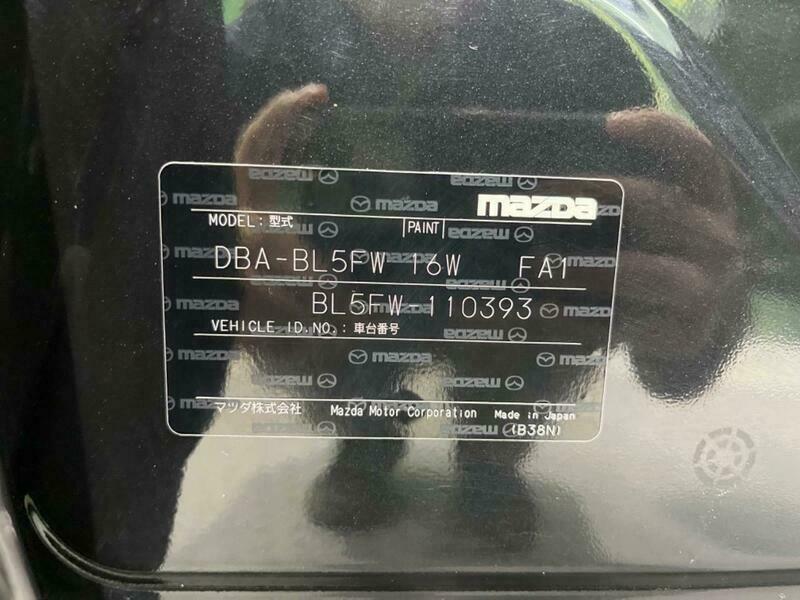 mazda
MODEL:型式 PAINT
DBA-BL5FW 16W FA1
BL5FW-110393
VEHICLE ID.NO.:車台番号
マツダ株式会社 Mazda Motor Corporation Made in Japan
(B38N)